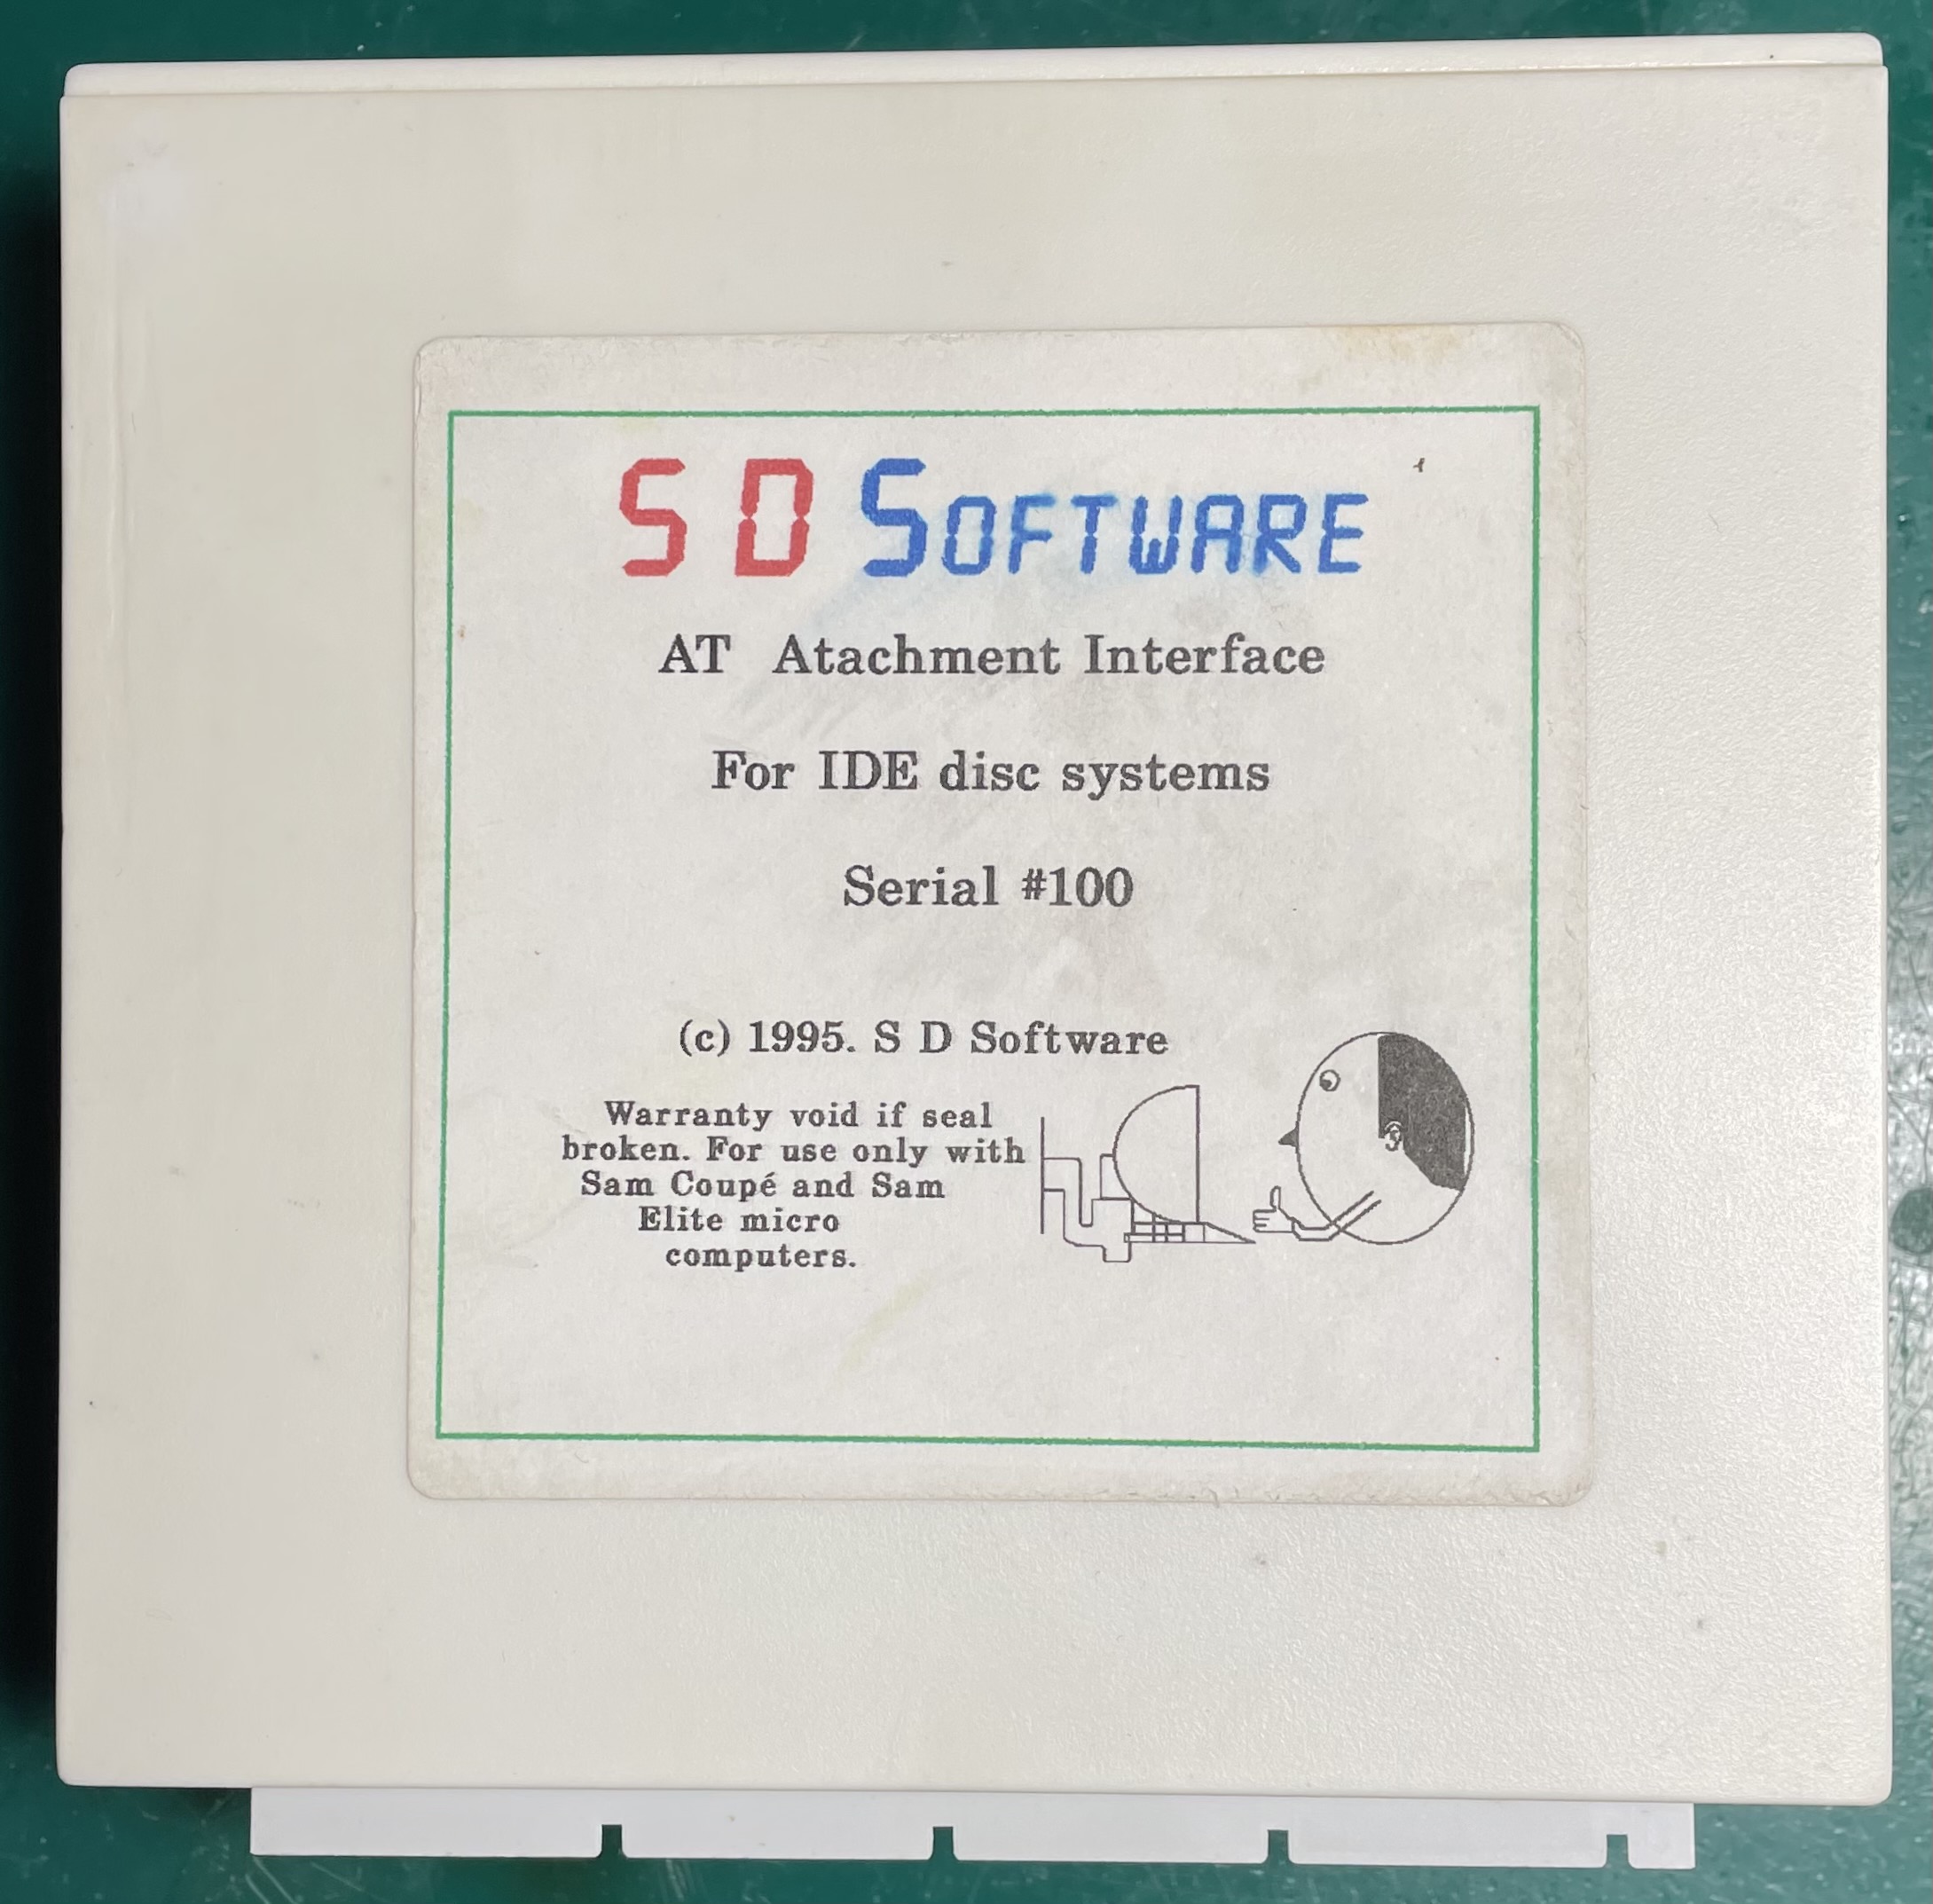 S D SOFTWARE
AT Atachment Interface
For IDE disc systems
Serial #100
(c) 1995. S D Software
Warranty void if seal
broken. For use only with
Sam Coupé and Sam
Elite micro
computers.